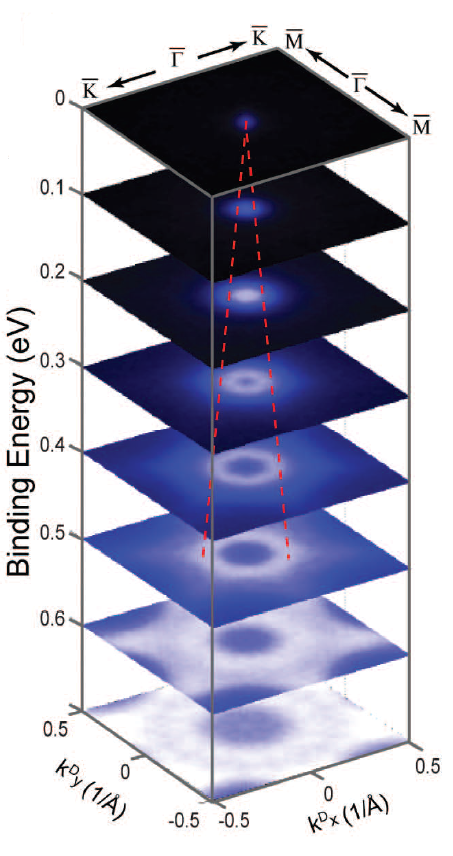 K̅ Γ̅ K̅ M̅
Γ̅
M̅
0
0.1
0.2
0.3
0.4
0.5
0.6
Binding Energy (eV)
0.5
0
-0.5
kᴰy (1/Å)
-0.5
0
0.5
kᴰx (1/Å)